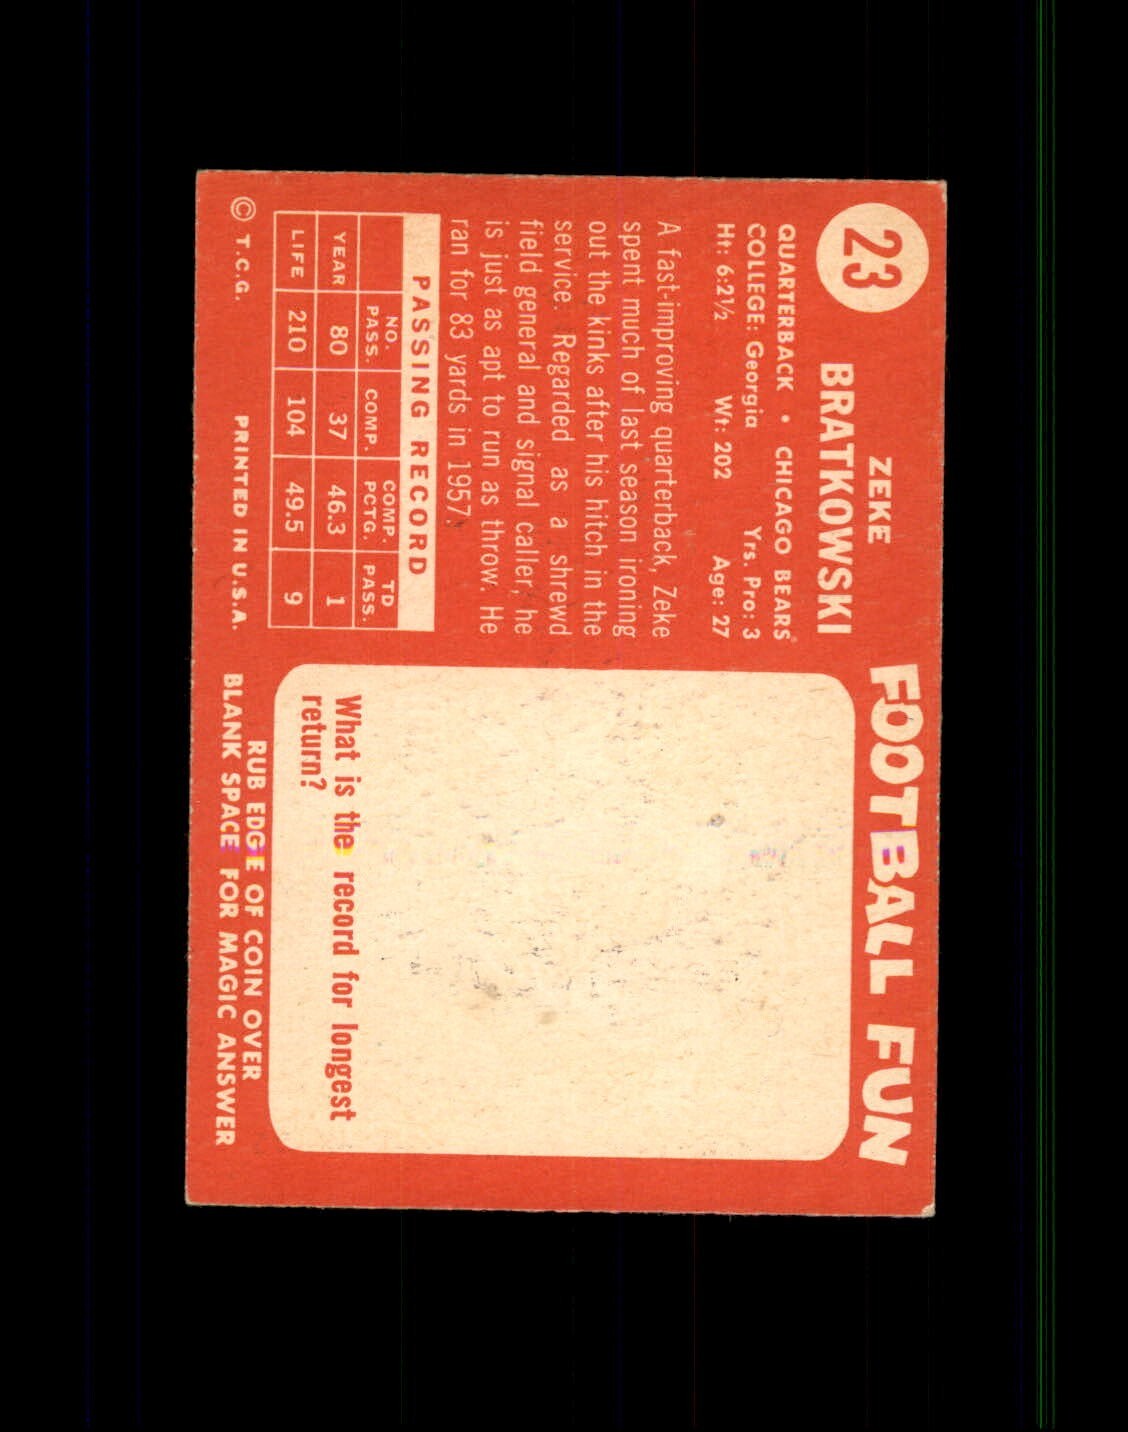 23
ZEKE
BRATKOWSKI
QUARTERBACK • CHICAGO BEARS
COLLEGE: Georgia Yrs. Pro: 3
Ht: 6:2½ Wt: 202 Age: 27
A fast-improving quarterback, Zeke
spent much of last season ironing
out the kinks after his hitch in the
service. Regarded as a shrewd
field general and signal caller, he
is just as apt to run as throw. He
ran for 83 yards in 1957.
PASSING RECORD
NO. PASS. COMP. COMP. PCTG. TD PASS.
YEAR 80 37 46.3 1
LIFE 210 104 49.5 9
© T.C.G. PRINTED IN U.S.A.
FOOTBALL FUN
What is the record for longest
return?
RUB EDGE OF COIN OVER
BLANK SPACE FOR MAGIC ANSWER